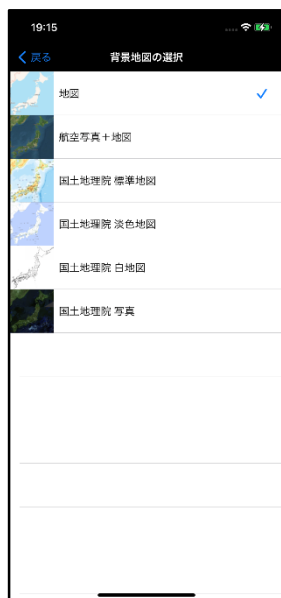 19:15
戻る
背景地図の選択
地図
航空写真+地図
国土地理院 標準地図
国土地理院 淡色地図
国土地理院 白地図
国土地理院 写真